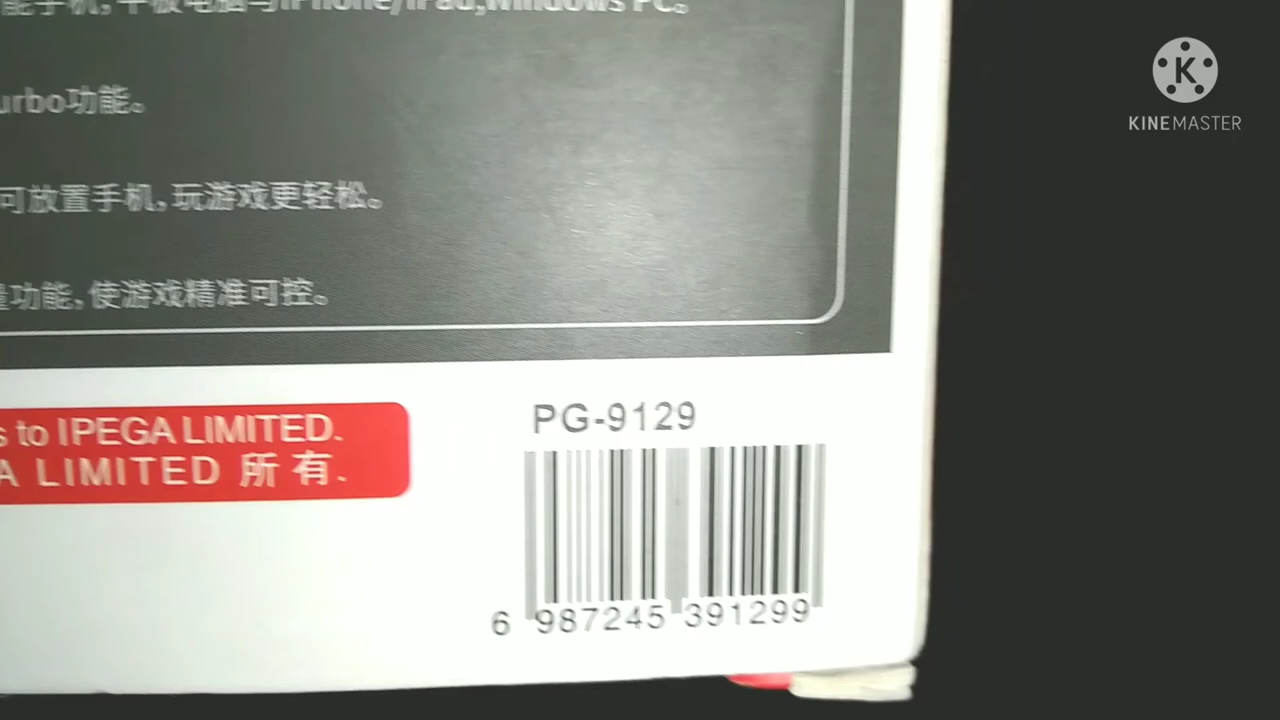 能手机,平板电脑与iPhone/iPad,Windows PC。
urbo功能。
可放置手机,玩游戏更轻松。
量功能,使游戏精准可控。
s to IPEGA LIMITED.
A LIMITED 所有.
PG-9129
6 987245 391299
K
KINEMASTER